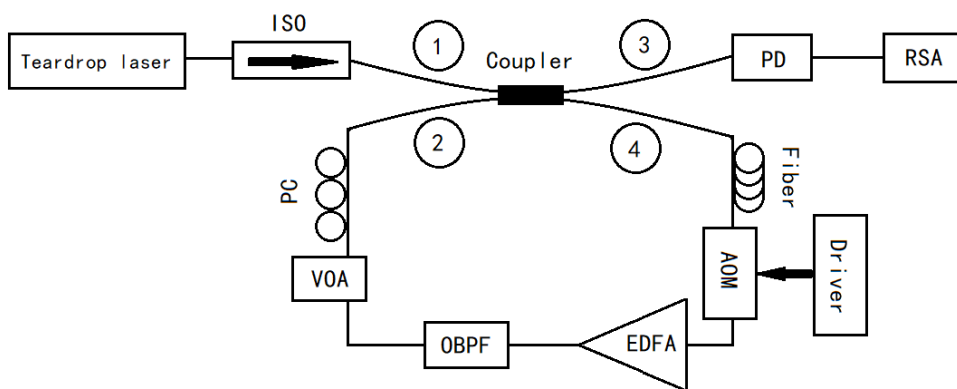 ISO
1
3
Teardrop laser
Coupler
PD
RSA
2
4
PC
Fiber
VOA
AOM
Driver
OBPF
EDFA